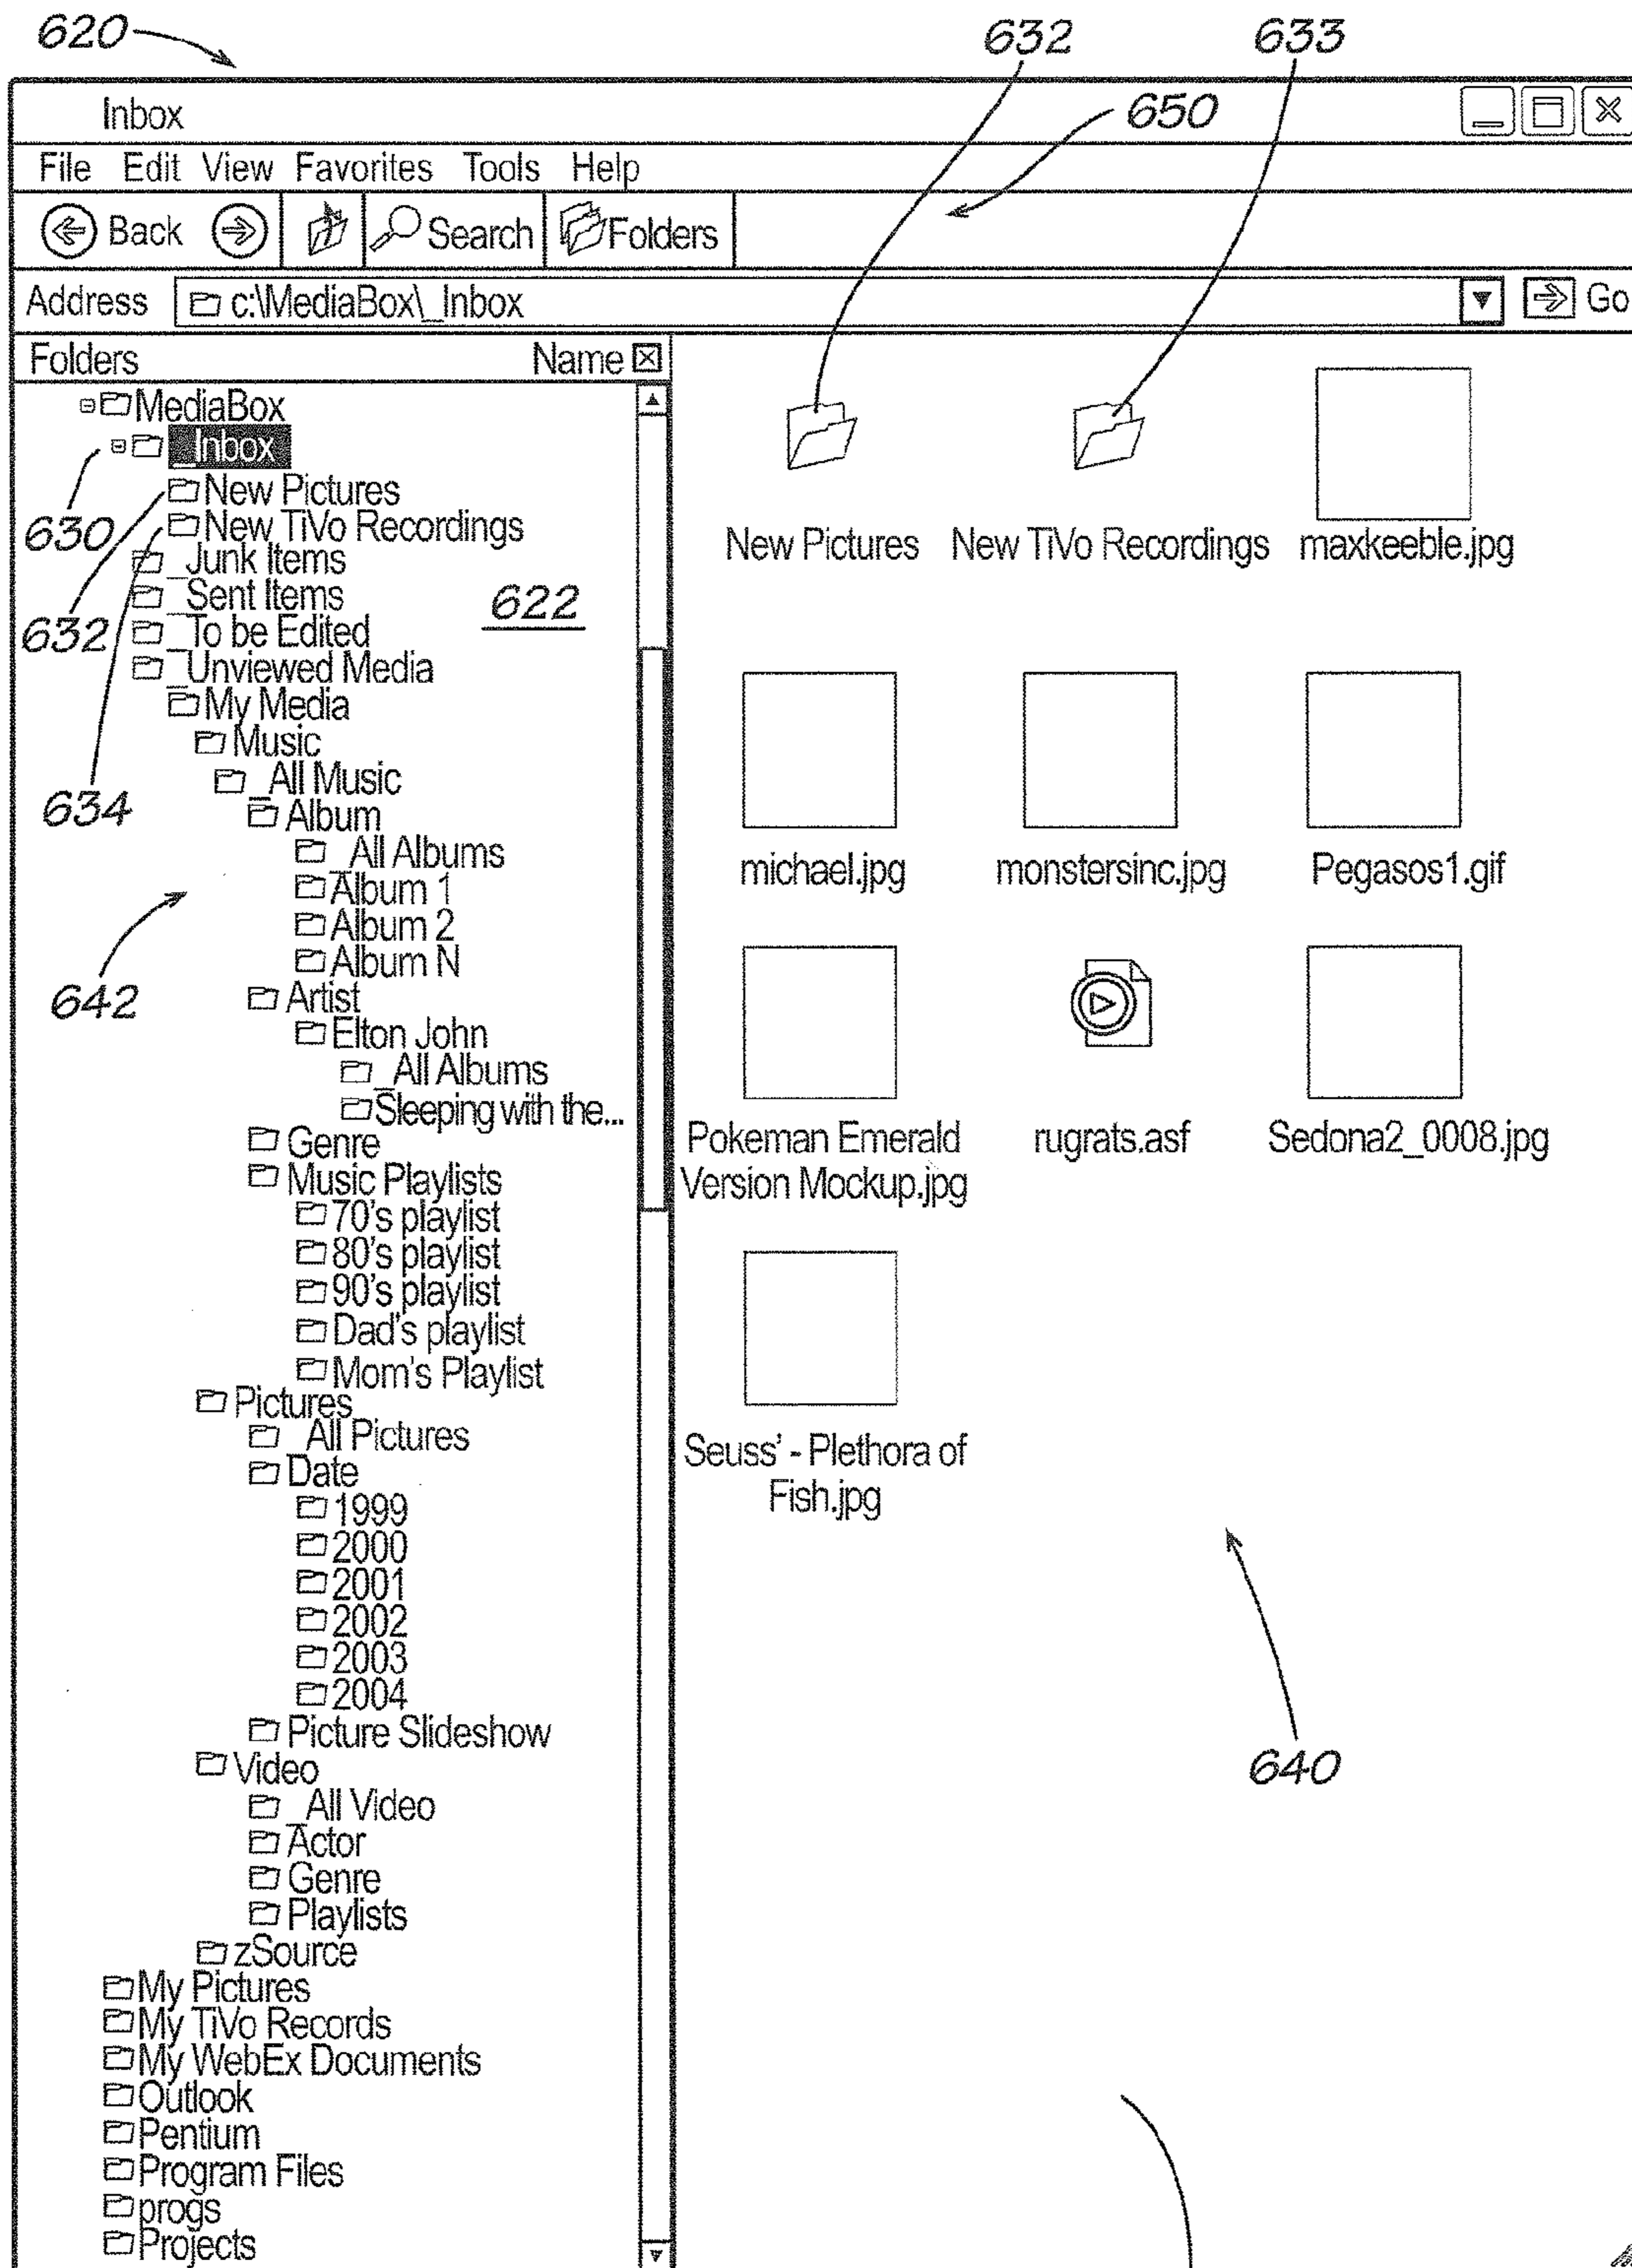 620
632
633
Inbox
650
File Edit View Favorites Tools Help
Back Search Folders
Address c:\MediaBox\_Inbox Go
Folders Name
MediaBox
_Inbox
New Pictures
630
New TiVo Recordings
_Junk Items
_Sent Items
622
632
_To be Edited
_Unviewed Media
My Media
Music
_All Music
634
Album
_All Albums
Album 1
Album 2
Album N
642
Artist
Elton John
_All Albums
Sleeping with the...
Genre
Music Playlists
70's playlist
80's playlist
90's playlist
Dad's playlist
Mom's Playlist
Pictures
_All Pictures
Date
1999
2000
2001
2002
2003
2004
Picture Slideshow
Video
_All Video
Actor
Genre
Playlists
zSource
My Pictures
My TiVo Records
My WebEx Documents
Outlook
Pentium
Program Files
progs
Projects
New Pictures New TiVo Recordings maxkeeble.jpg
michael.jpg monstersinc.jpg Pegasos1.gif
Pokeman Emerald
Version Mockup.jpg
rugrats.asf
Sedona2_0008.jpg
Seuss' - Plethora of
Fish.jpg
640